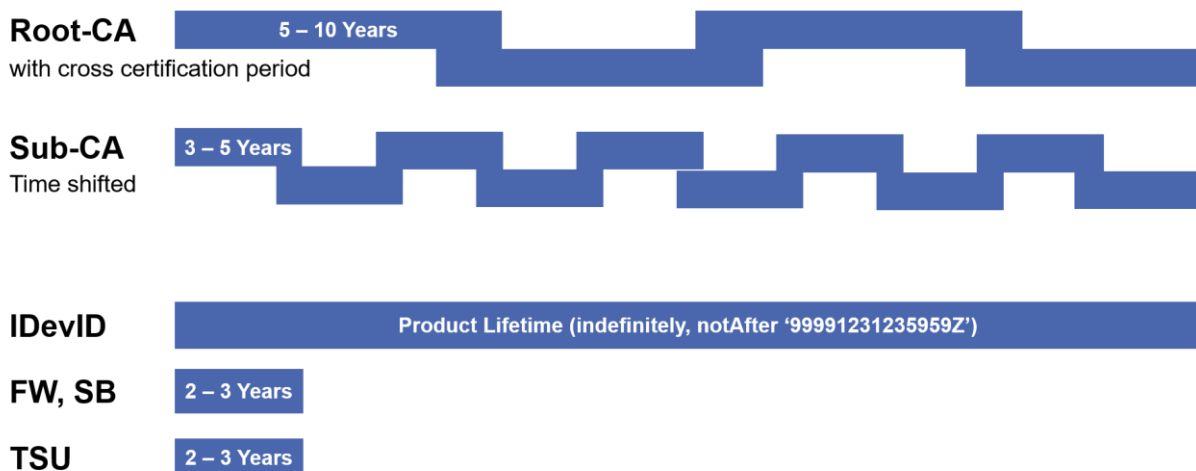 Root-CA
5 – 10 Years
with cross certification period
Sub-CA
3 – 5 Years
Time shifted
IDevID
Product Lifetime (indefinitely, notAfter ‘99991231235959Z’)
FW, SB
2 – 3 Years
TSU
2 – 3 Years